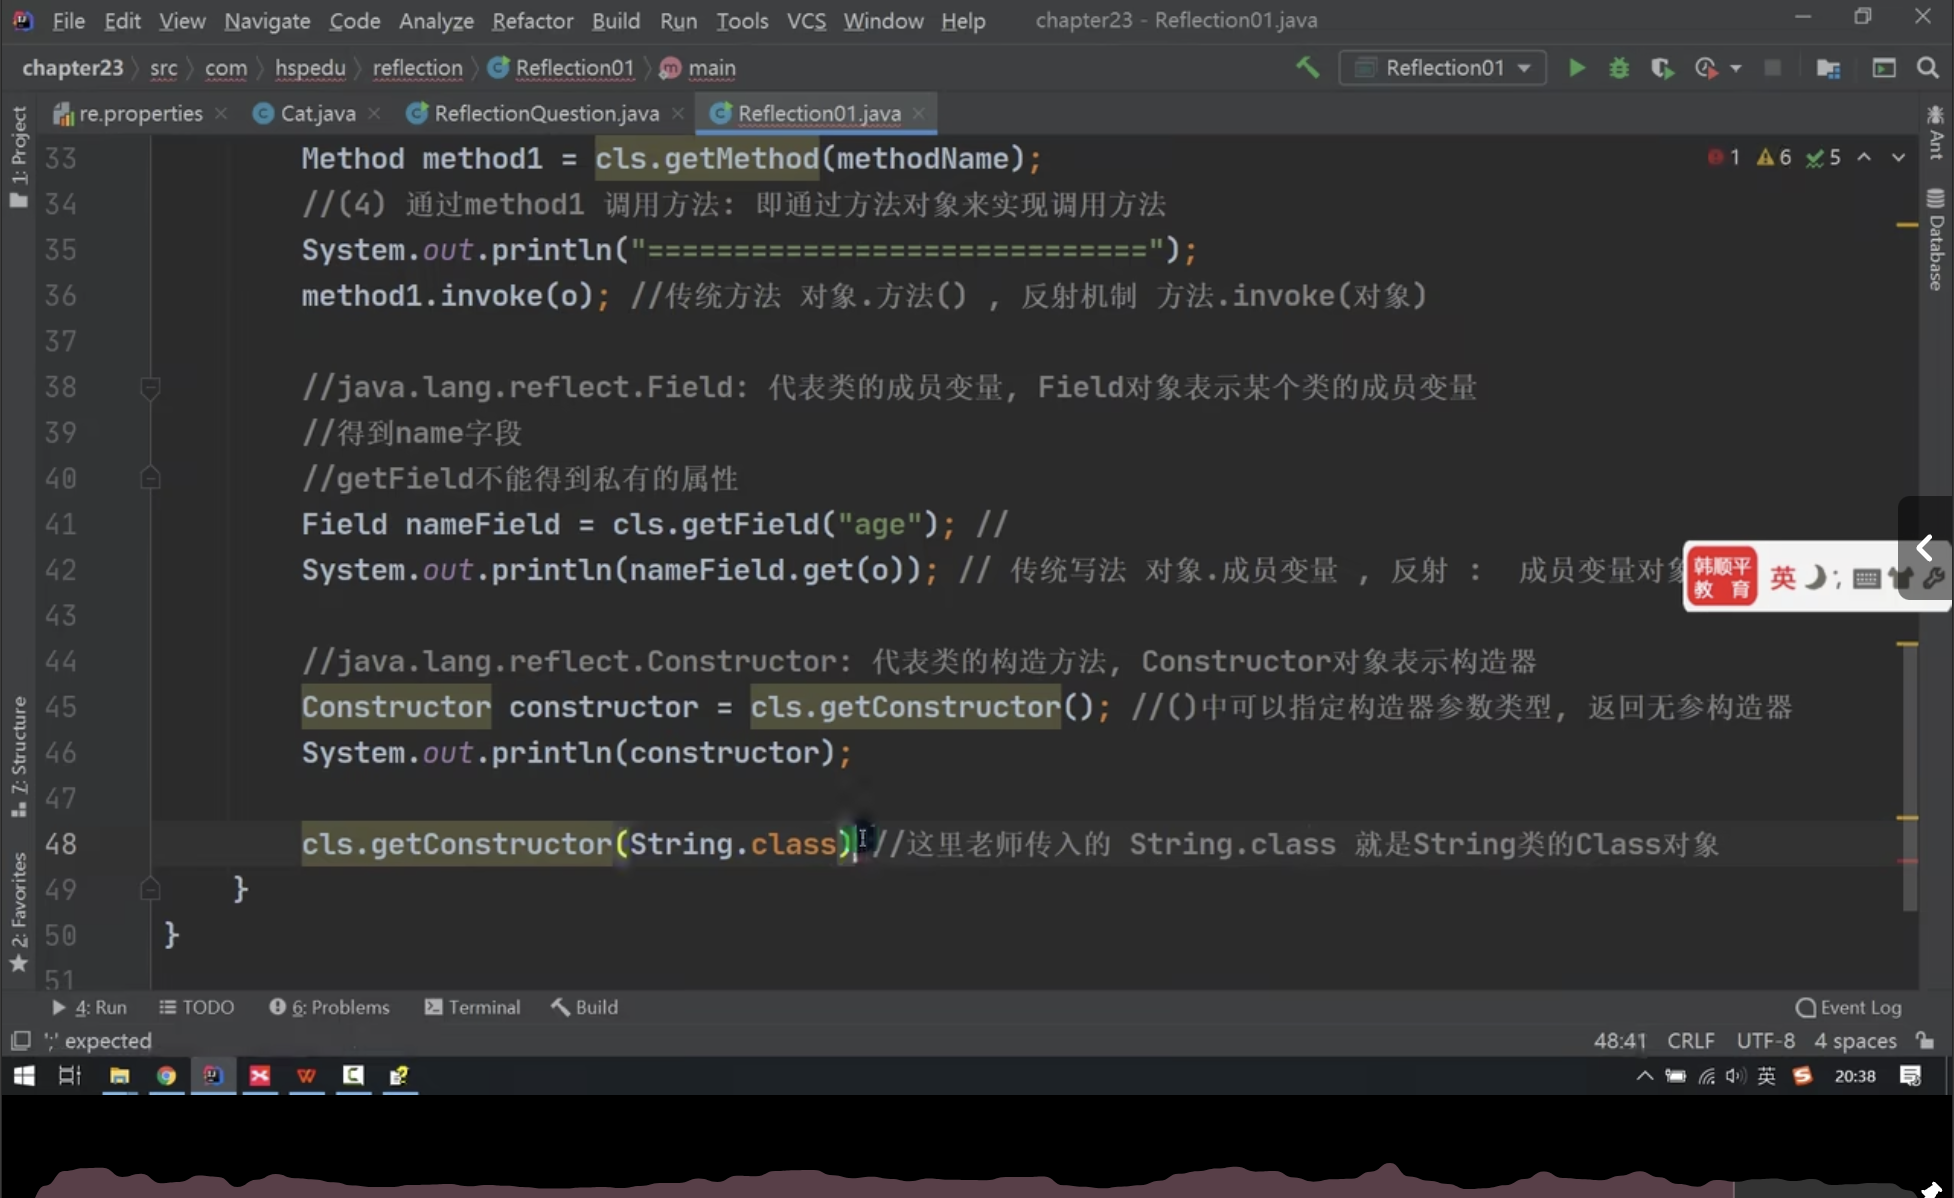 File Edit View Navigate Code Analyze Refactor Build Run Tools VCS Window Help chapter23 - Reflection01.java
chapter23 src com hspedu reflection Reflection01 main Reflection01
re.properties Cat.java ReflectionQuestion.java Reflection01.java
1: Project
Z: Structure
2: Favorites
Ant
Database
1 6 5
33 Method method1 = cls.getMethod(methodName);
34 //(4) 通过method1 调用方法: 即通过方法对象来实现调用方法
35 System.out.println("=============================");
36 method1.invoke(o); //传统方法 对象.方法() , 反射机制 方法.invoke(对象)
37
38 //java.lang.reflect.Field: 代表类的成员变量, Field对象表示某个类的成员变量
39 //得到name字段
40 //getField不能得到私有的属性
41 Field nameField = cls.getField("age"); //
42 System.out.println(nameField.get(o)); // 传统写法 对象.成员变量 , 反射 : 成员变量对象
43
44 //java.lang.reflect.Constructor: 代表类的构造方法, Constructor对象表示构造器
45 Constructor constructor = cls.getConstructor(); //()中可以指定构造器参数类型, 返回无参构造器
46 System.out.println(constructor);
47
48 cls.getConstructor(String.class) //这里老师传入的 String.class 就是String类的Class对象
49 }
50 }
51
韩顺平
教 育
英
4: Run TODO 6: Problems Terminal Build Event Log
';' expected 48:41 CRLF UTF-8 4 spaces
英 20:38